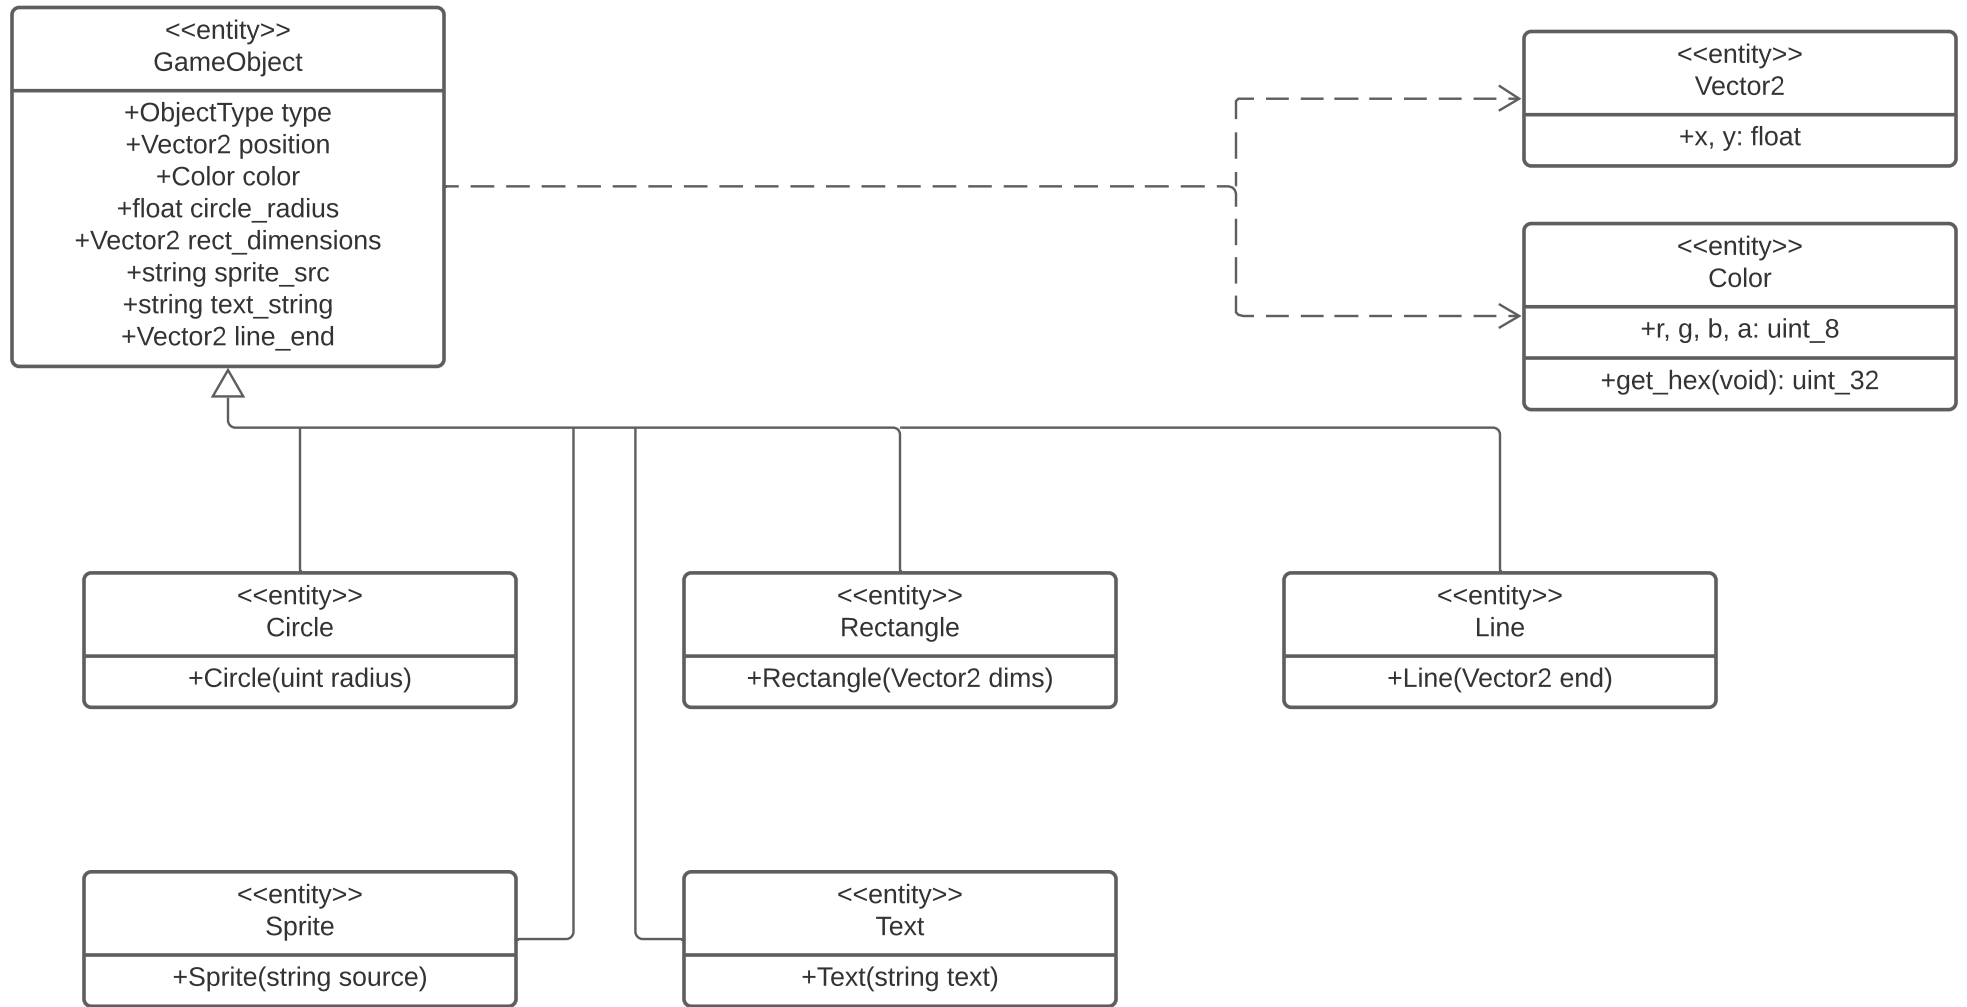 <<entity>>
GameObject
+ObjectType type
+Vector2 position
+Color color
+float circle_radius
+Vector2 rect_dimensions
+string sprite_src
+string text_string
+Vector2 line_end
<<entity>>
Vector2
+x, y: float
<<entity>>
Color
+r, g, b, a: uint_8
+get_hex(void): uint_32
<<entity>>
Circle
+Circle(uint radius)
<<entity>>
Rectangle
+Rectangle(Vector2 dims)
<<entity>>
Line
+Line(Vector2 end)
<<entity>>
Sprite
+Sprite(string source)
<<entity>>
Text
+Text(string text)